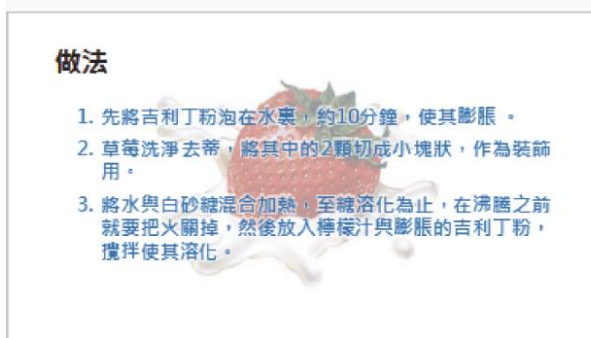 做法
1. 先將吉利丁粉泡在水裏，約10分鐘，使其膨脹 。
2. 草莓洗淨去蒂，將其中的2顆切成小塊狀，作為裝飾
用。
3. 將水與白砂糖混合加熱，至糖溶化為止，在沸騰之前
就要把火關掉，然後放入檸檬汁與膨脹的吉利丁粉，
攪拌使其溶化。